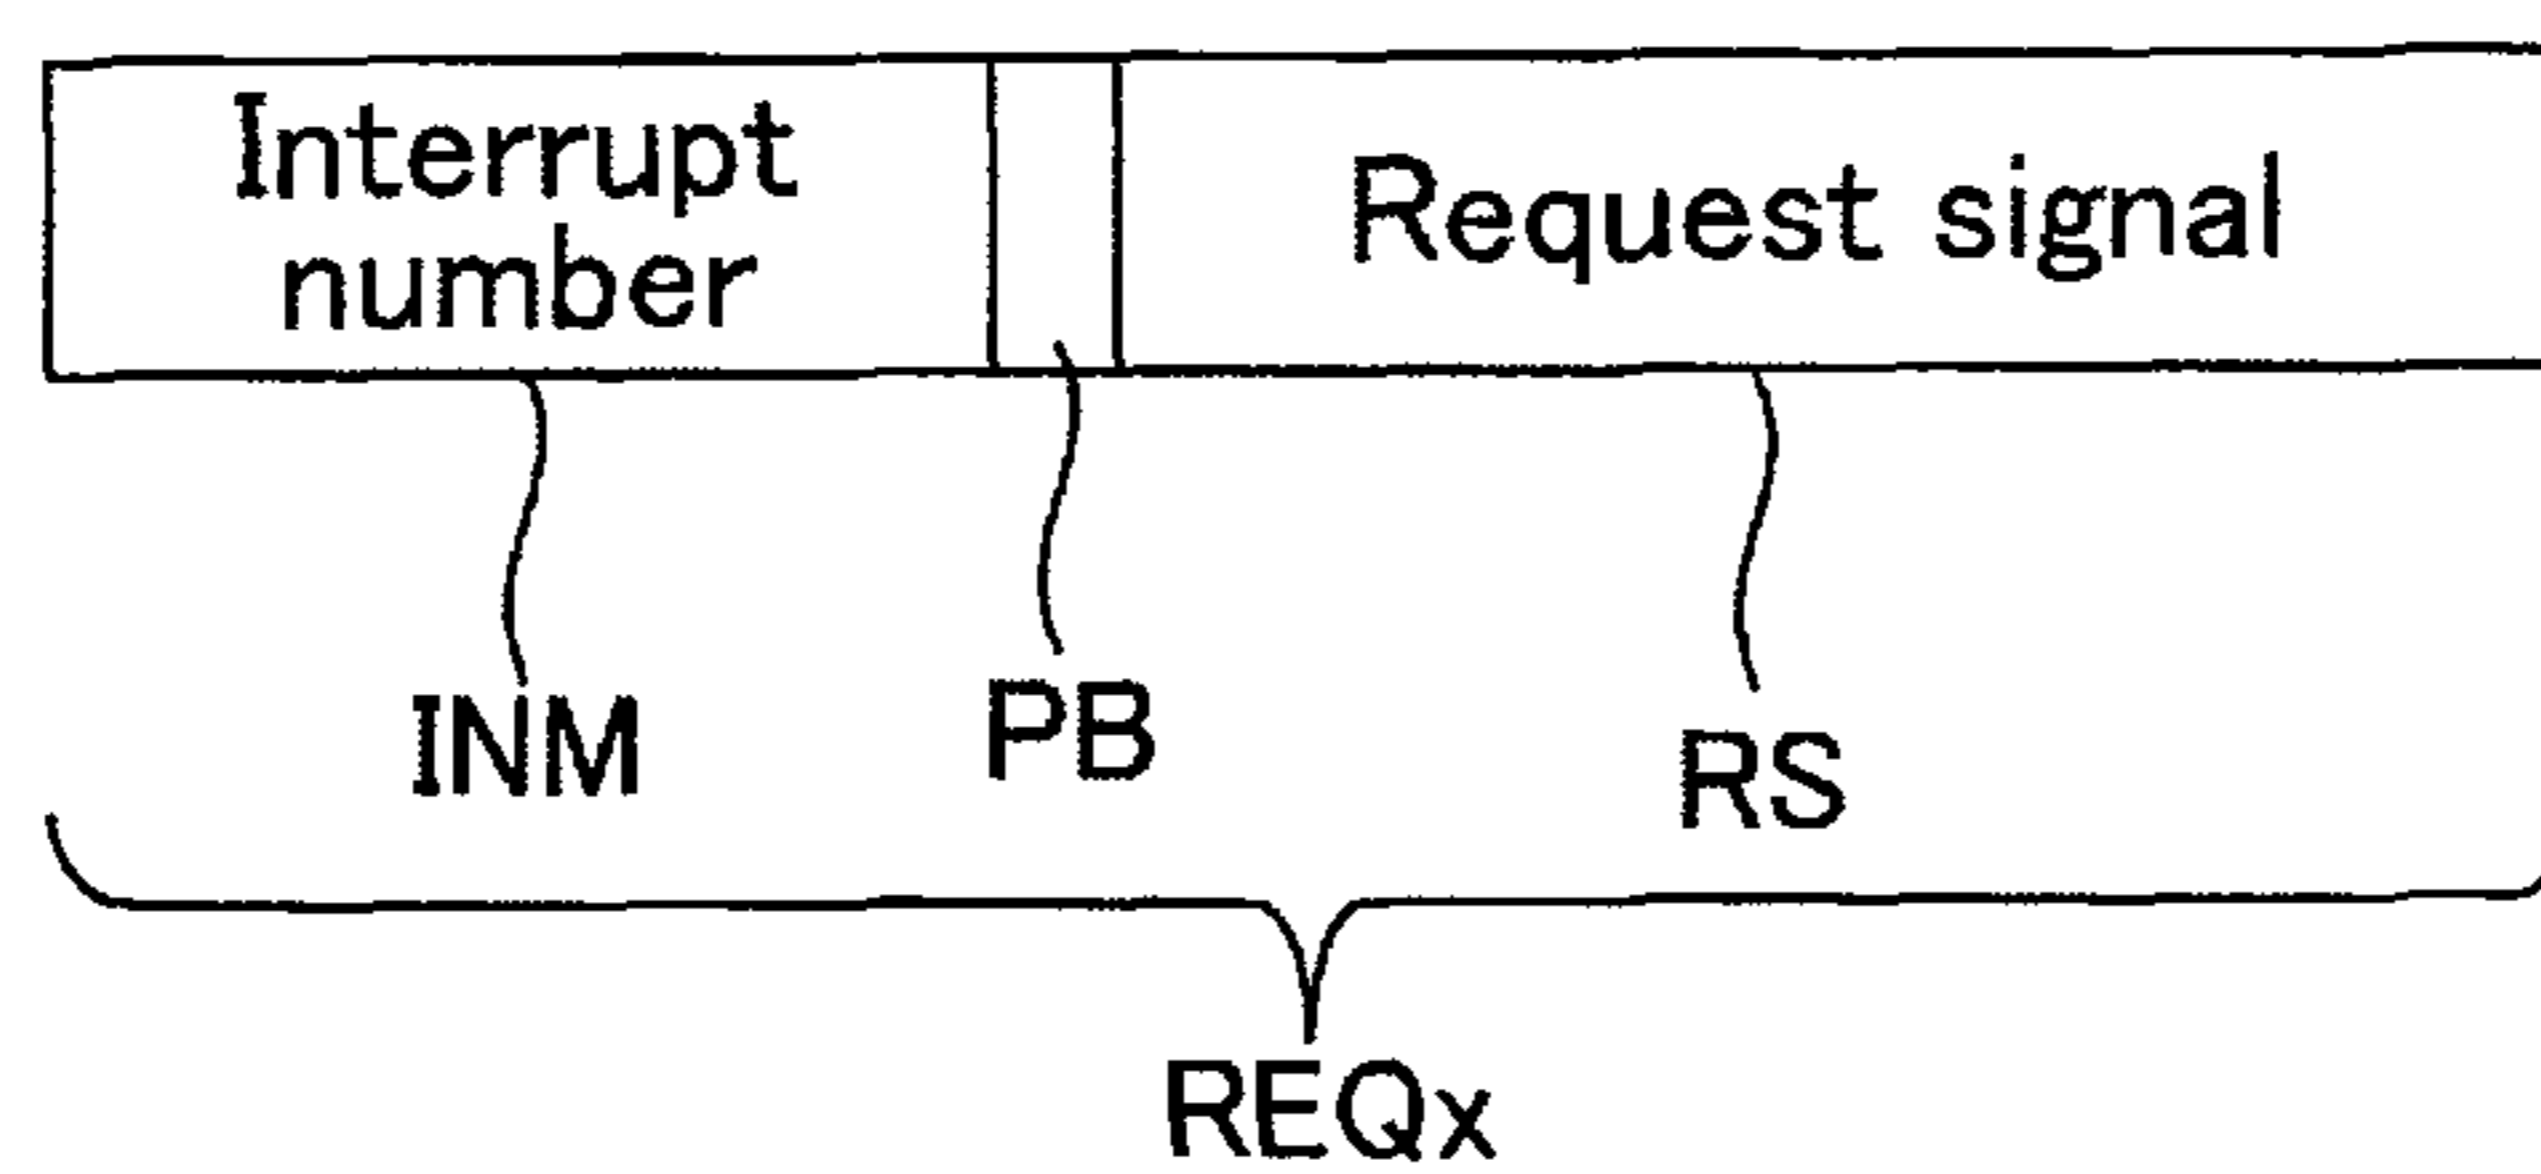 Interrupt
number
Request signal
INM
PB
RS
REQx